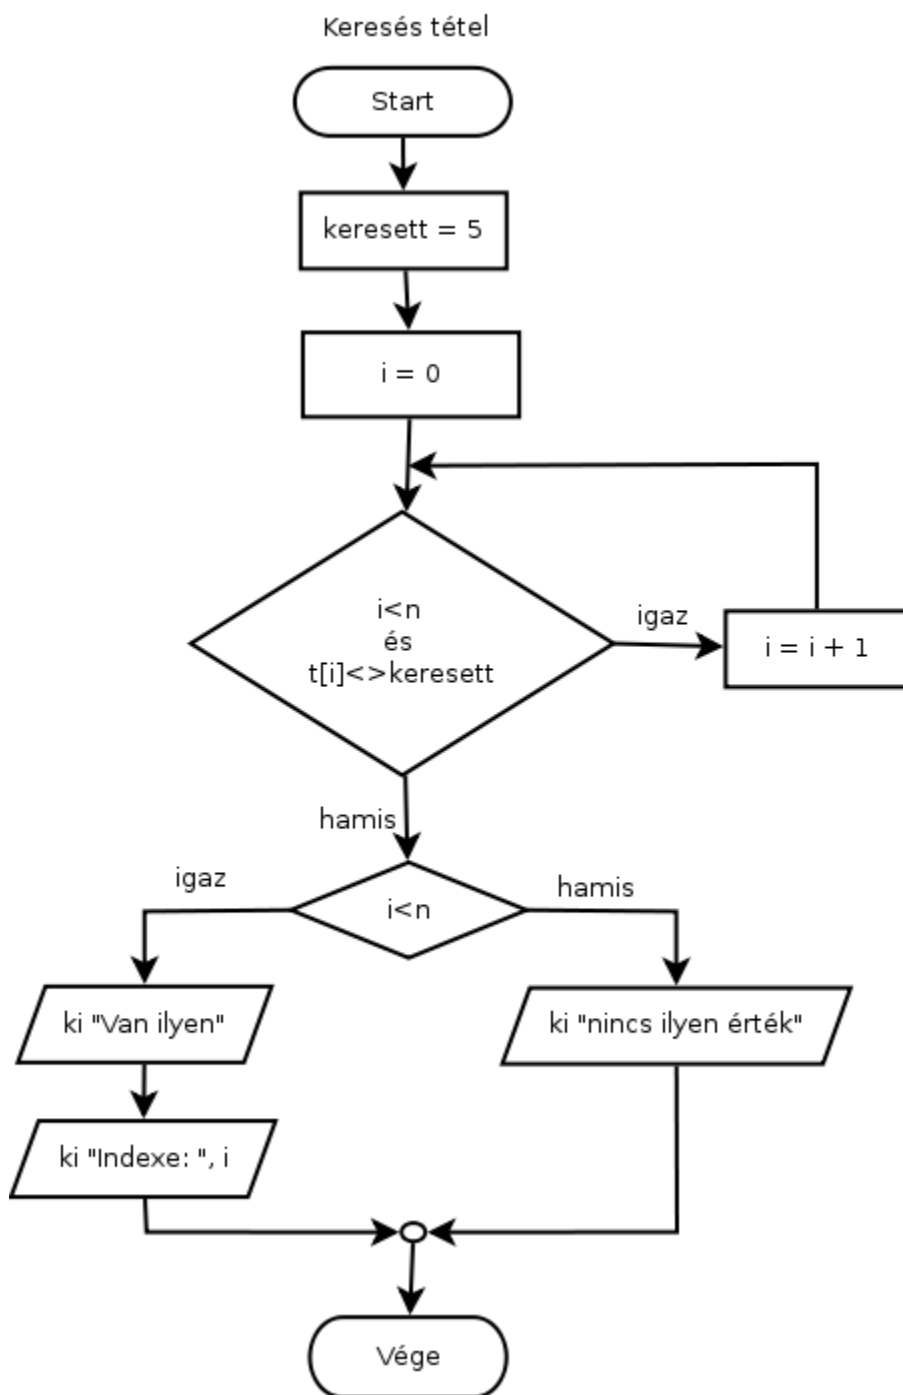 Keresés tétel
Start
keresett = 5
i = 0
i<n
és
t[i]<>keresett
igaz
i = i + 1
hamis
igaz
i<n
hamis
ki "Van ilyen"
ki "nincs ilyen érték"
ki "Indexe: ", i
Vége